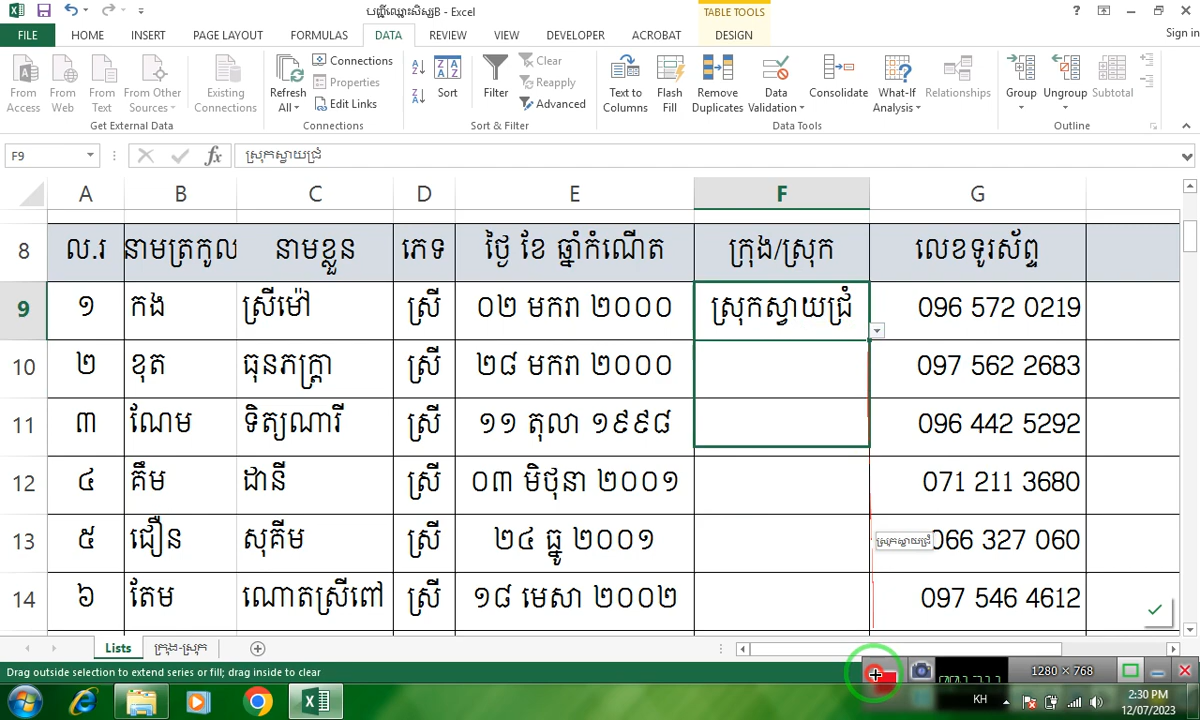 បញ្ជីឈ្មោះសិស្សB - Excel
TABLE TOOLS
Sign in
FILE HOME INSERT PAGE LAYOUT FORMULAS DATA REVIEW VIEW DEVELOPER ACROBAT DESIGN
From Access From Web From Text From Other Sources Existing Connections
Get External Data
Refresh All Connections Properties Edit Links
Connections
Sort Filter Clear Reapply Advanced
Sort & Filter
Text to Columns Flash Fill Remove Duplicates Data Validation Consolidate What-If Analysis Relationships
Data Tools
Group Ungroup Subtotal
Outline
F9 fx ស្រុកស្វាយជ្រំ
A B C D E F G
8 ល.រ នាមត្រកូល នាមខ្លួន ភេទ ថ្ងៃ ខែ ឆ្នាំកំណើត ក្រុង/ស្រុក លេខទូរស័ព្ទ
9 ១ កង ស្រីម៉ៅ ស្រី ០២ មករា ២០០០ ស្រុកស្វាយជ្រំ 096 572 0219
10 ២ ខុត ធុនភក្ត្រា ស្រី ២៨ មករា ២០០០ 097 562 2683
11 ៣ ណែម ទិត្យណារី ស្រី ១១ តុលា ១៩៩៨ 096 442 5292
12 ៤ គឹម ដានី ស្រី ០៣ មិថុនា ២០០១ 071 211 3680
13 ៥ ជឿន សុគីម ស្រី ២៤ ធ្នូ ២០០១ ស្រុកស្វាយជ្រំ 066 327 060
14 ៦ តែម ណោតស្រីពៅ ស្រី ១៨ មេសា ២០០២ 097 546 4612
Lists ក្រុង-ស្រុក
Drag outside selection to extend series or fill; drag inside to clear
1280 × 768
KH
2:30 PM
12/07/2023